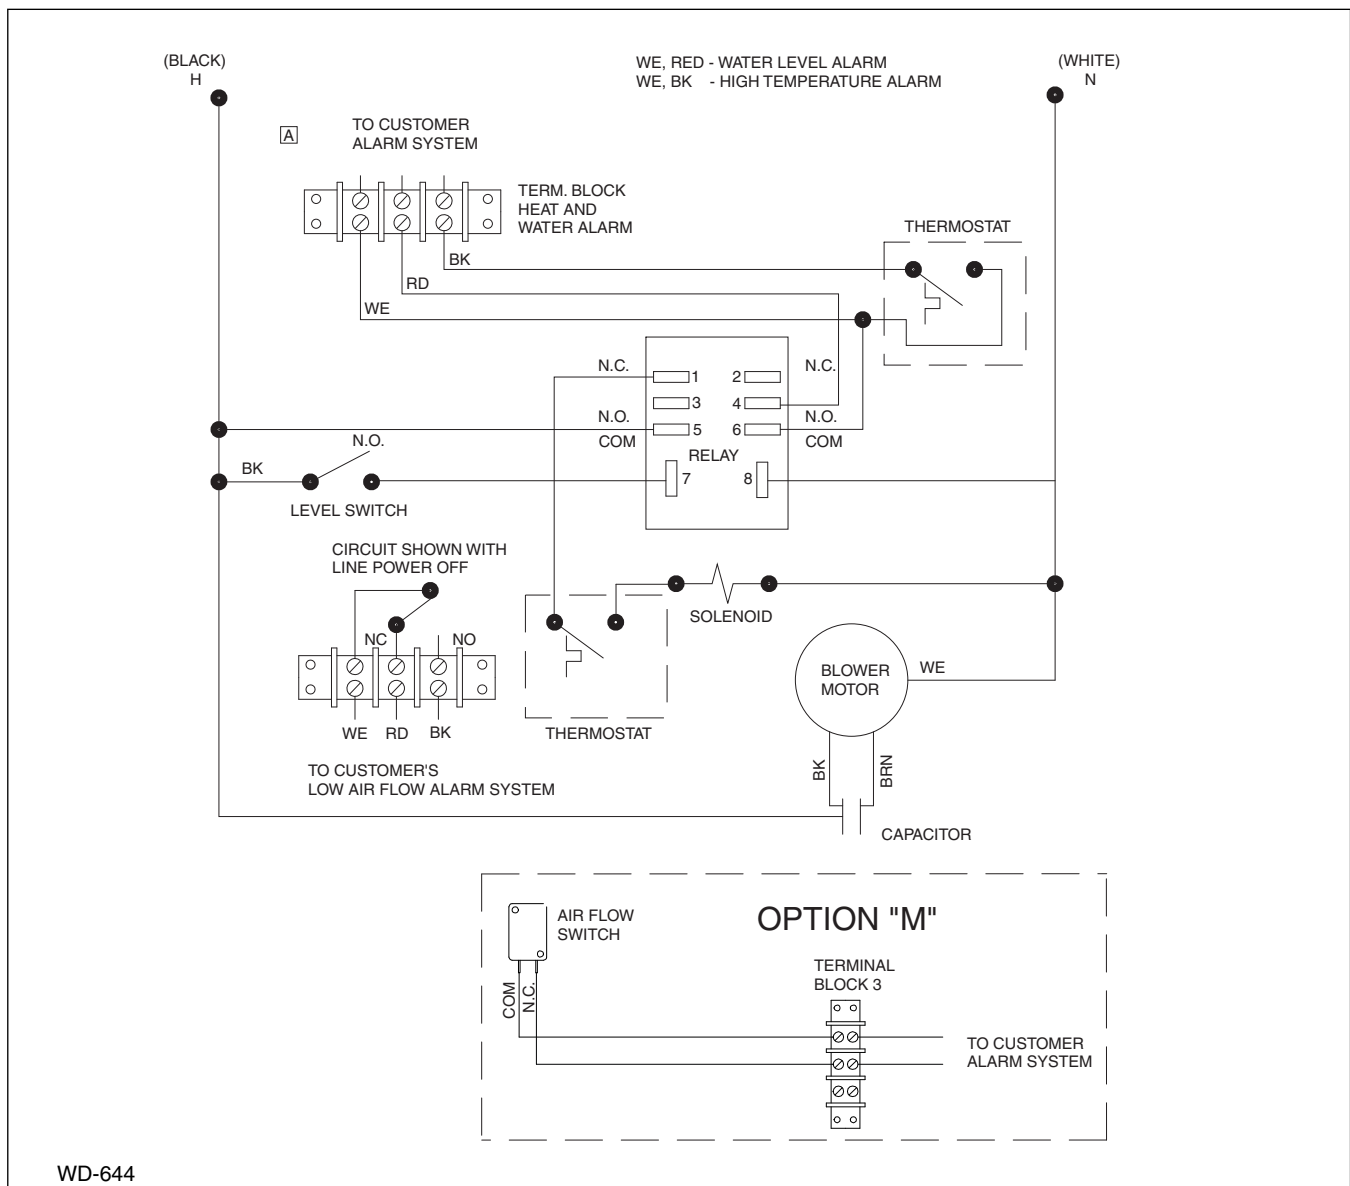 (BLACK)
H
WE, RED - WATER LEVEL ALARM
WE, BK - HIGH TEMPERATURE ALARM
(WHITE)
N
A
TO CUSTOMER
ALARM SYSTEM
TERM. BLOCK
HEAT AND
WATER ALARM
THERMOSTAT
BK
RD
WE
N.C.
1
2
N.C.
3
4
N.O.
N.O.
5
6
COM
COM
RELAY
7
8
N.O.
BK
LEVEL SWITCH
CIRCUIT SHOWN WITH
LINE POWER OFF
NC
NO
WE
RD
BK
TO CUSTOMER'S
LOW AIR FLOW ALARM SYSTEM
THERMOSTAT
SOLENOID
BLOWER
MOTOR
WE
BK
BRN
CAPACITOR
OPTION "M"
AIR FLOW
SWITCH
COM
N.C.
TERMINAL
BLOCK 3
TO CUSTOMER
ALARM SYSTEM
WD-644